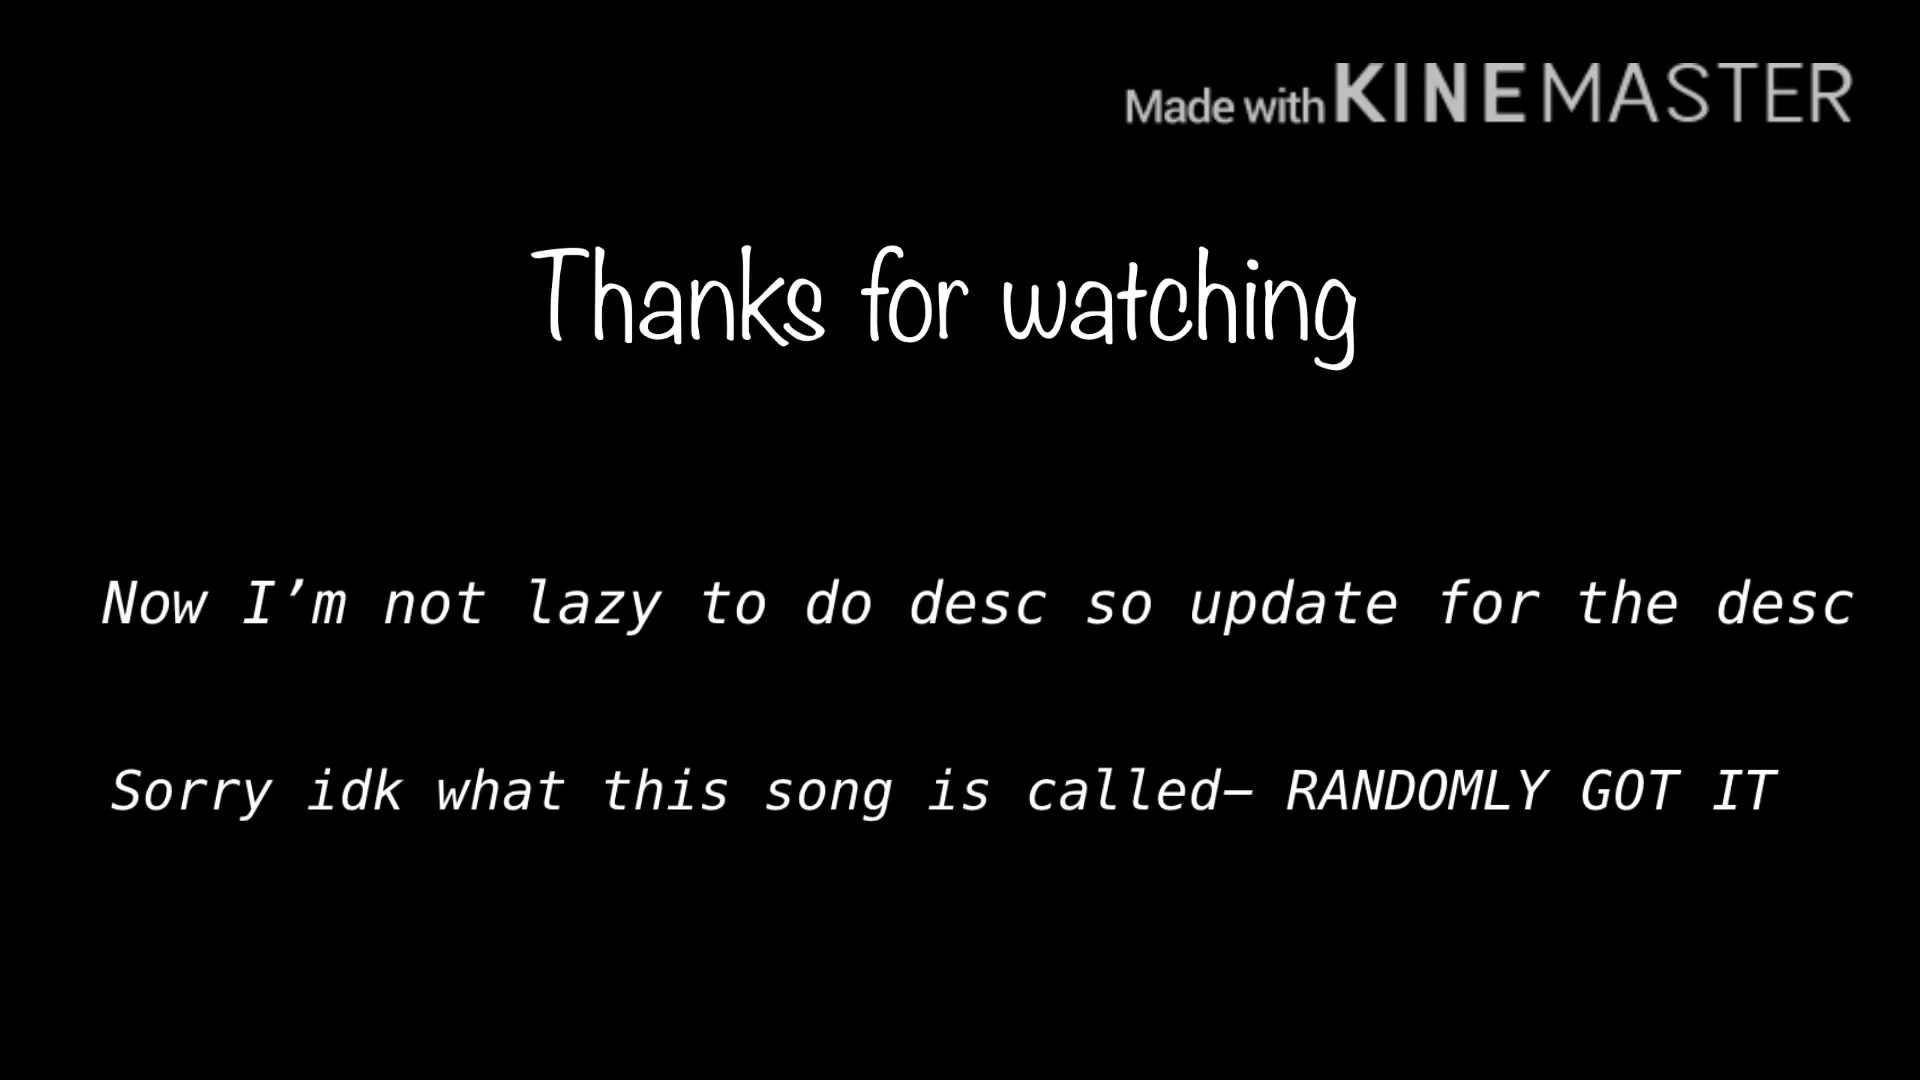 Made with KINEMASTER
Thanks for watching
Now I’m not lazy to do desc so update for the desc
Sorry idk what this song is called— RANDOMLY GOT IT